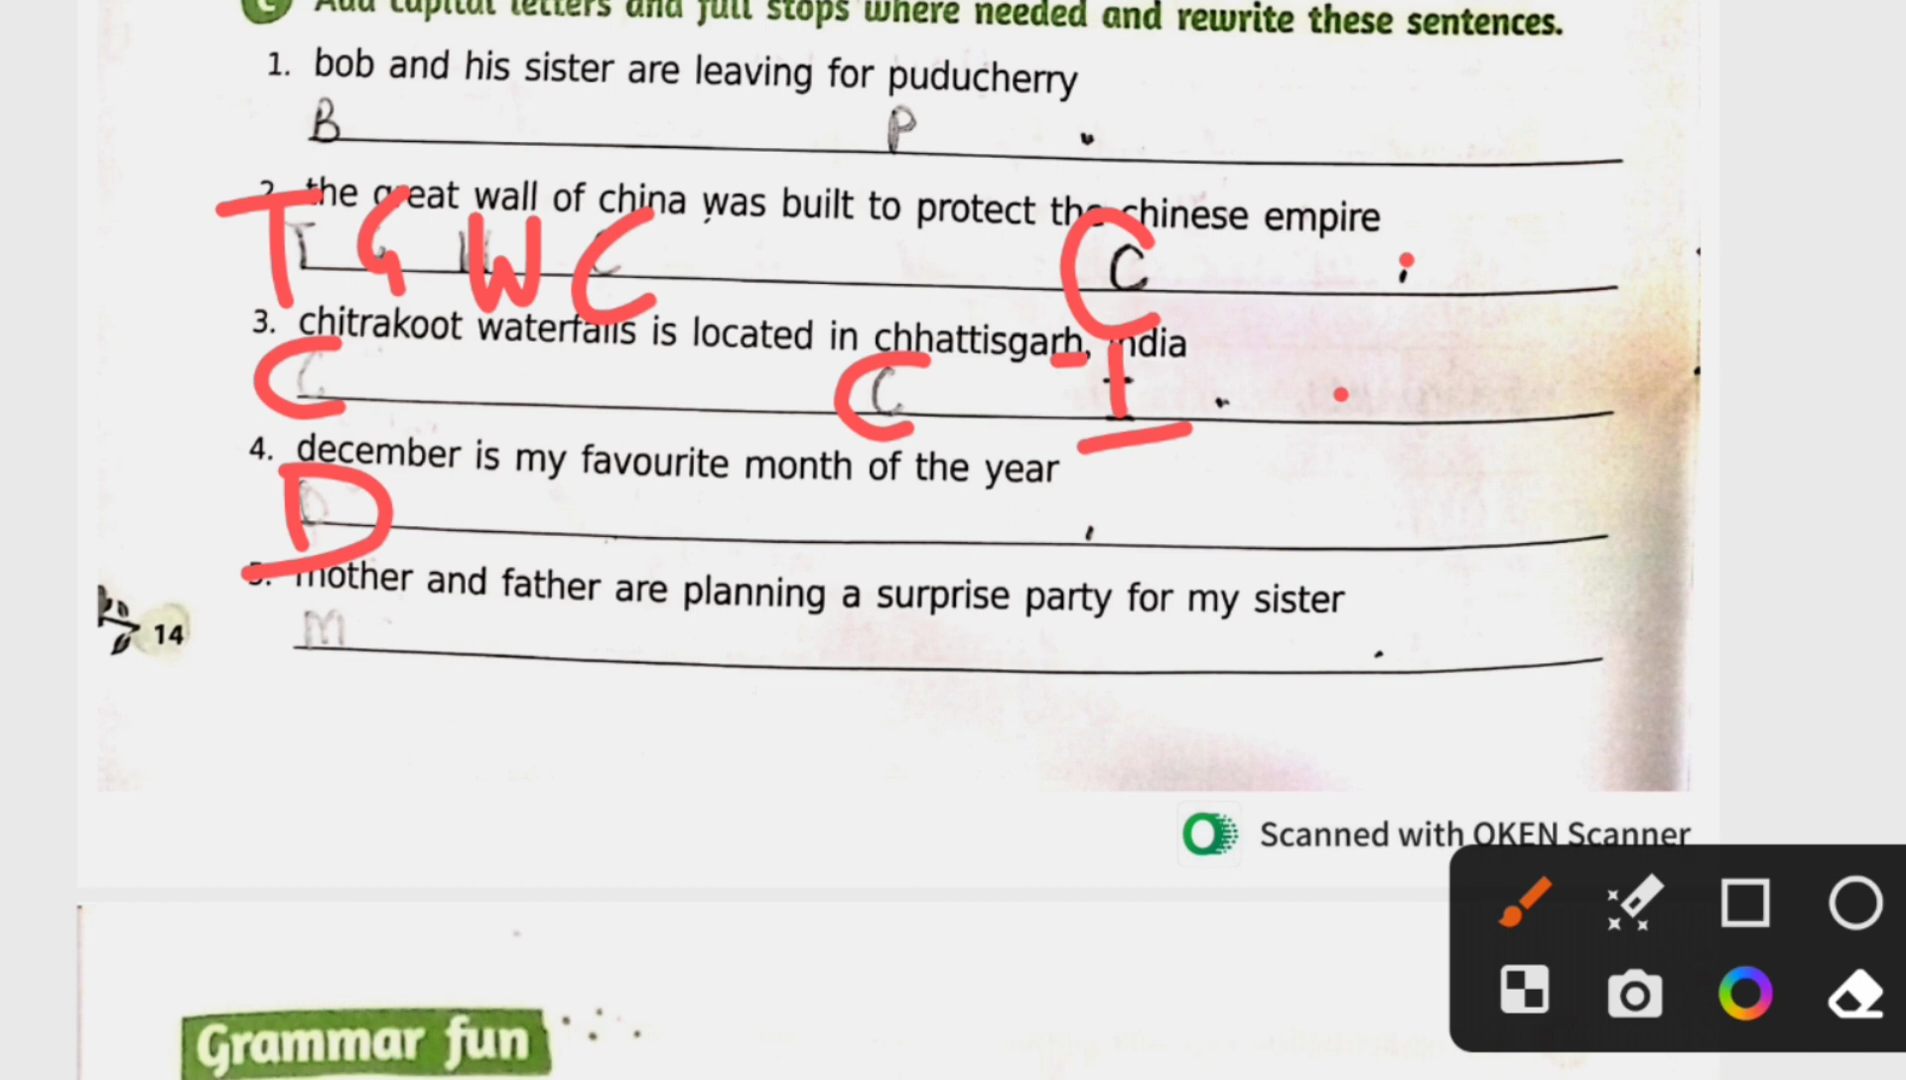 C Add capital letters and full stops where needed and rewrite these sentences.
1. bob and his sister are leaving for puducherry
B P .
2. the great wall of china was built to protect the chinese empire
T G W C C .
T G W C C .
3. chitrakoot waterfalls is located in chhattisgarh, india
C C I .
C C I .
4. december is my favourite month of the year
D .
D
5. mother and father are planning a surprise party for my sister
M .
14
Scanned with OKEN Scanner
Grammar fun